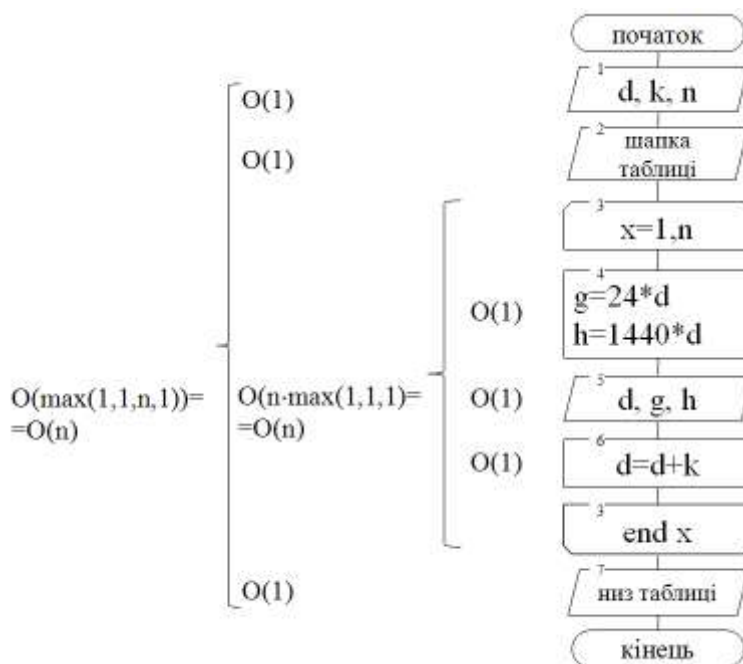 початок
1
O(1)
d, k, n
2
O(1)
шапка
таблиці
3
x=1,n
4
O(1)
g=24*d
h=1440*d
5
O(max(1,1,n,1))=
=O(n)
O(n·max(1,1,1)=
=O(n)
O(1)
d, g, h
6
O(1)
d=d+k
3
end x
7
O(1)
низ таблиці
кінець